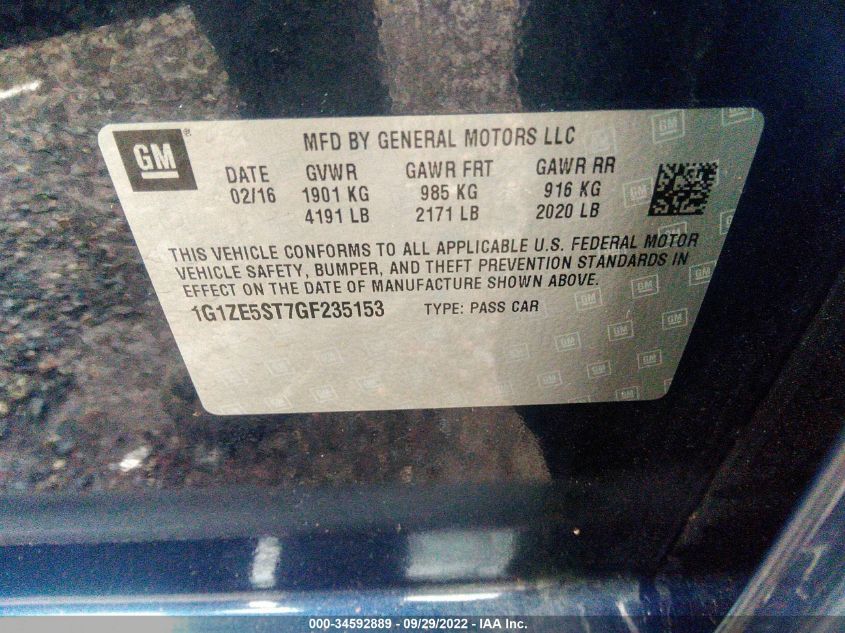 GM®
MFD BY GENERAL MOTORS LLC
DATE GVWR GAWR FRT GAWR RR
02/16 1901 KG 985 KG 916 KG
4191 LB 2171 LB 2020 LB
THIS VEHICLE CONFORMS TO ALL APPLICABLE U.S. FEDERAL MOTOR
VEHICLE SAFETY, BUMPER, AND THEFT PREVENTION STANDARDS IN
EFFECT ON THE DATE OF MANUFACTURE SHOWN ABOVE.
1G1ZE5ST7GF235153 TYPE: PASS CAR
000-34592889 - 09/29/2022 - IAA Inc.